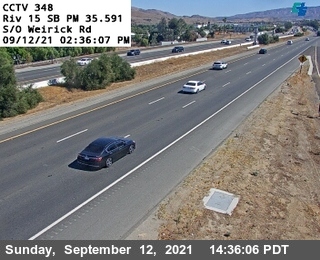 CCTV 348
Riv 15 SB PM 35.591
S/O Weirick Rd
09/12/21 02:36:07 PM
Sunday, September 12, 2021 14:36:06 PDT